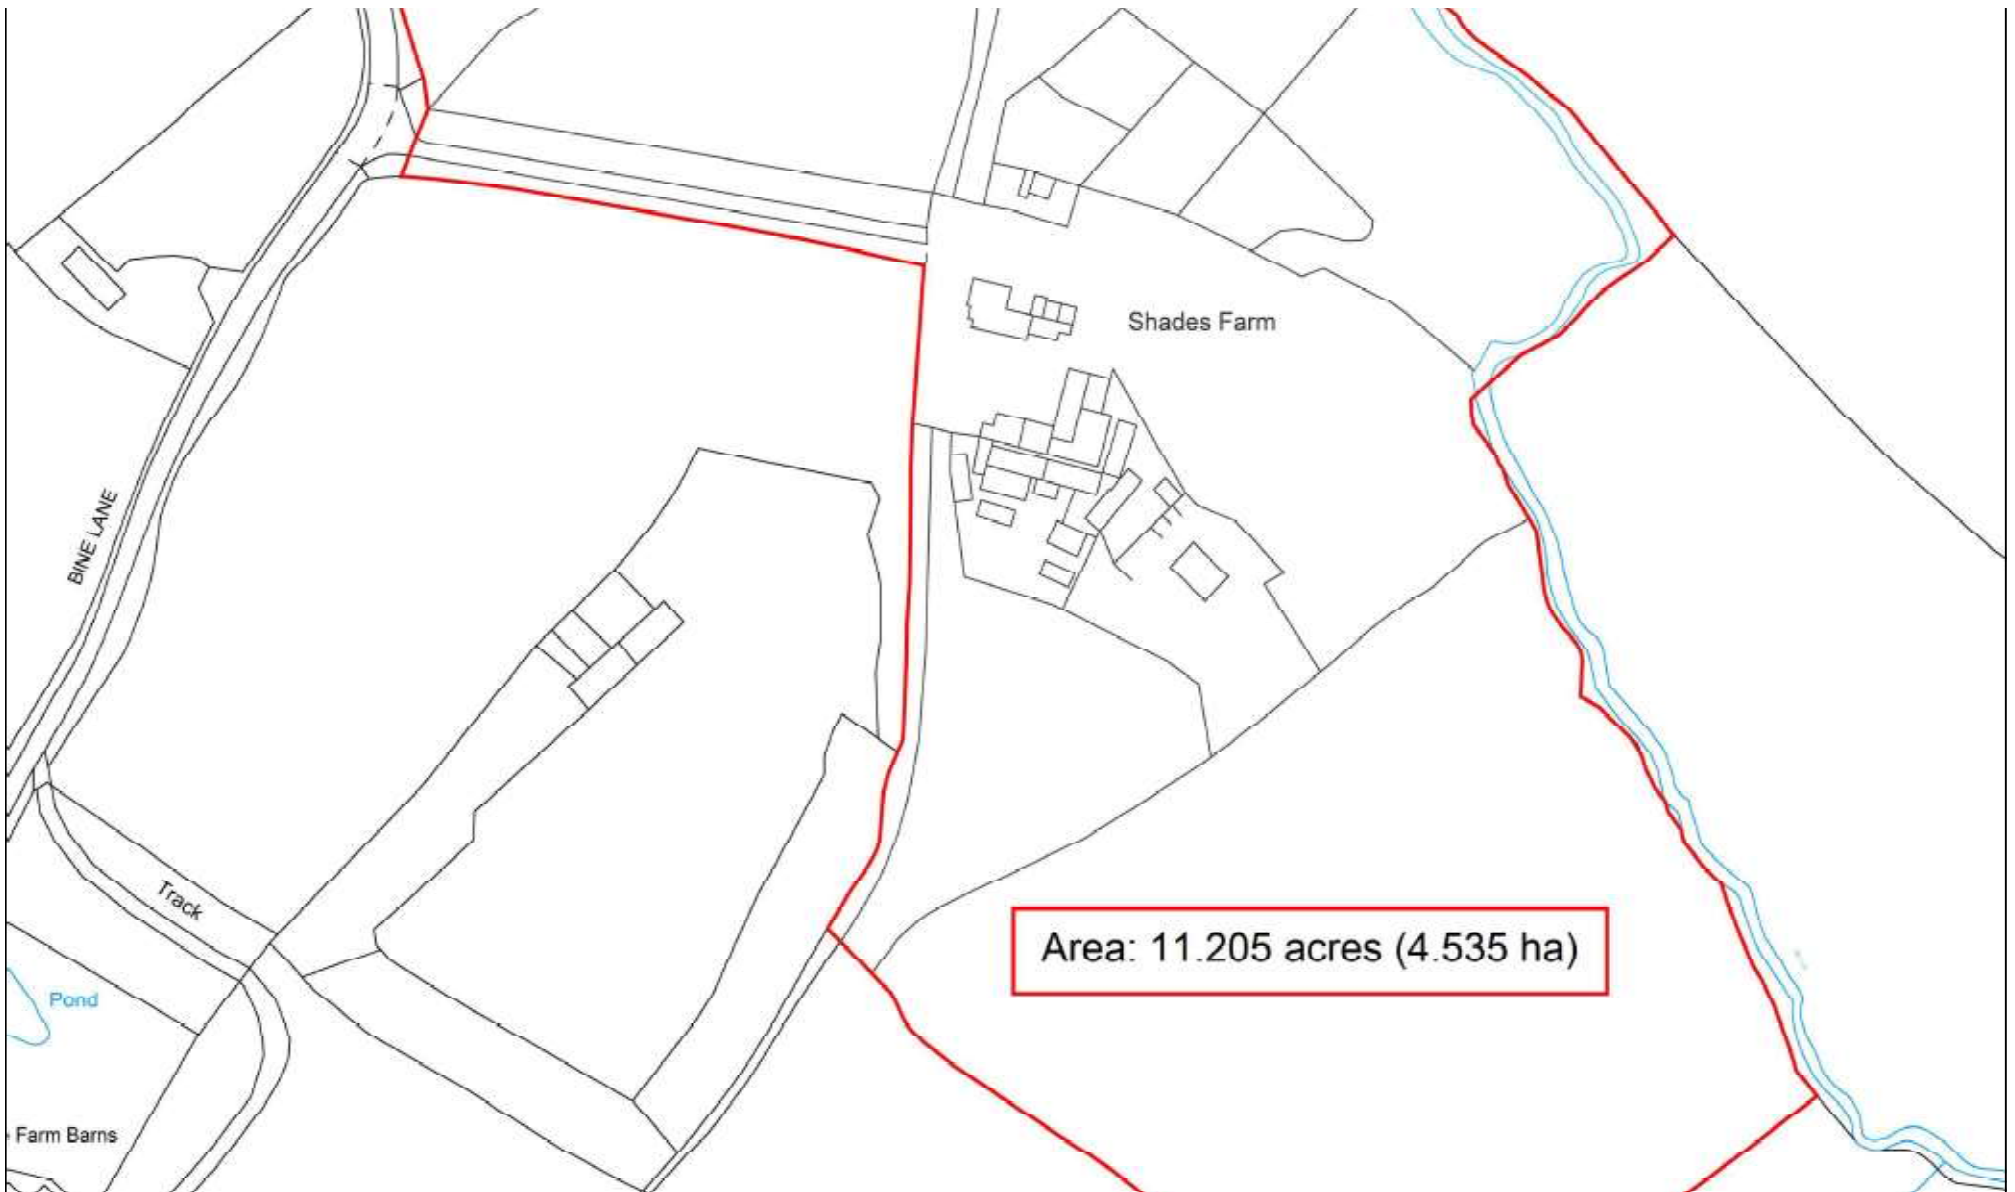 Shades Farm
BINE LANE
Track
Area: 11.205 acres (4.535 ha)
Pond
Farm Barns